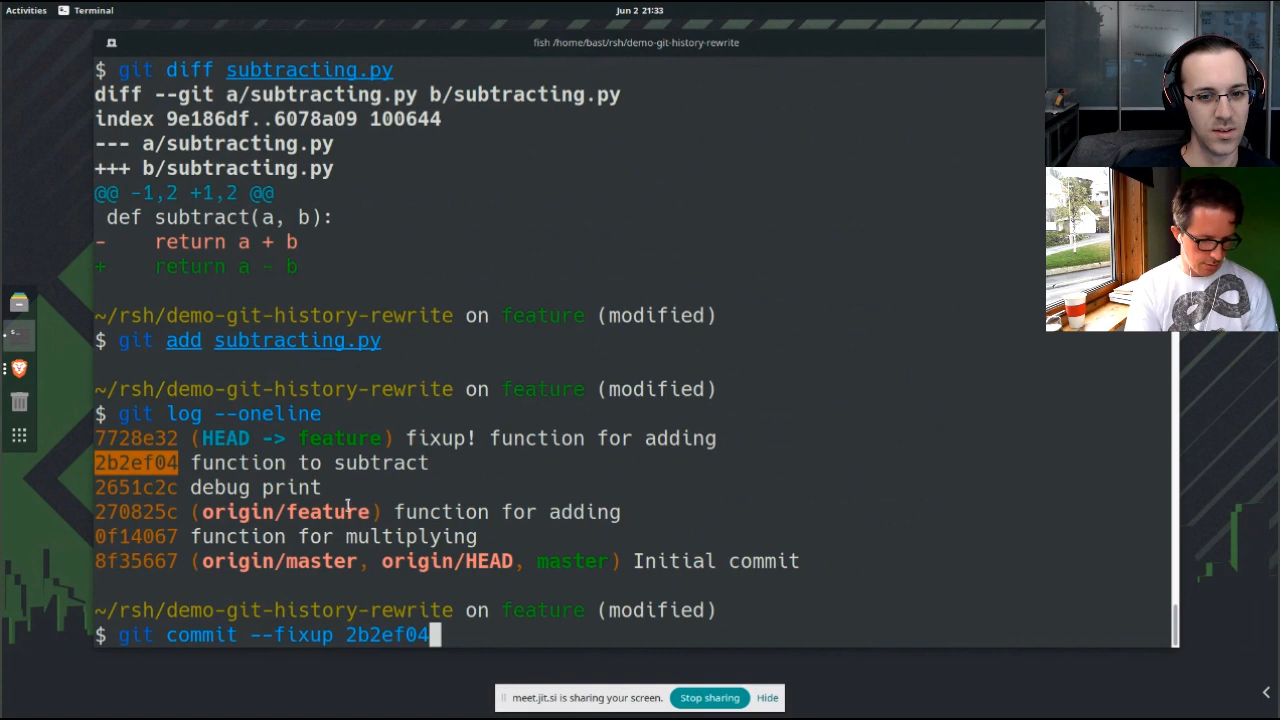 Activities Terminal Jun 2 21:33
fish /home/bast/rsh/demo-git-history-rewrite
$ git diff subtracting.py
diff --git a/subtracting.py b/subtracting.py
index 9e186df..6078a09 100644
--- a/subtracting.py
+++ b/subtracting.py
@@ -1,2 +1,2 @@
 def subtract(a, b):
-    return a + b
+    return a - b
~/rsh/demo-git-history-rewrite on feature (modified)
$ git add subtracting.py
~/rsh/demo-git-history-rewrite on feature (modified)
$ git log --oneline
7728e32 (HEAD -> feature) fixup! function for adding
2b2ef04 function to subtract
2651c2c debug print
270825c (origin/feature) function for adding
0f14067 function for multiplying
8f35667 (origin/master, origin/HEAD, master) Initial commit
~/rsh/demo-git-history-rewrite on feature (modified)
$ git commit --fixup 2b2ef04
meet.jit.si is sharing your screen. Stop sharing Hide